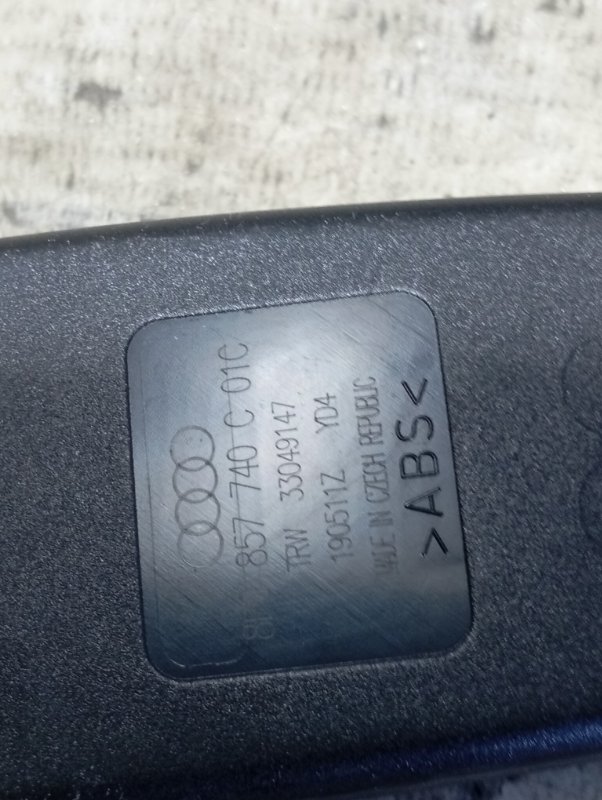 857 740 C 01C
TRW 33049147
190511Z YD4
MADE IN CZECH REPUBLIC
>ABS<